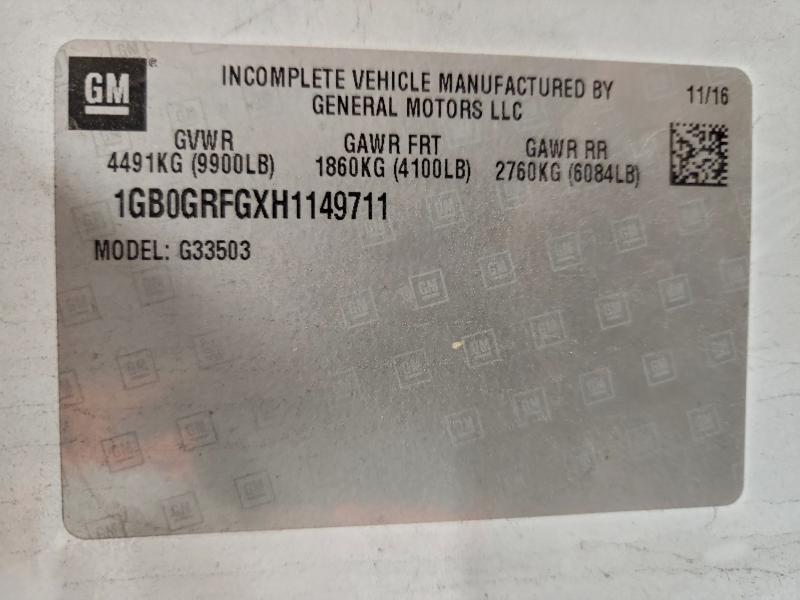 GM
INCOMPLETE VEHICLE MANUFACTURED BY
GENERAL MOTORS LLC
11/16
GVWR
4491KG (9900LB)
GAWR FRT
1860KG (4100LB)
GAWR RR
2760KG (6084LB)
1GB0GRFGXH1149711
MODEL: G33503